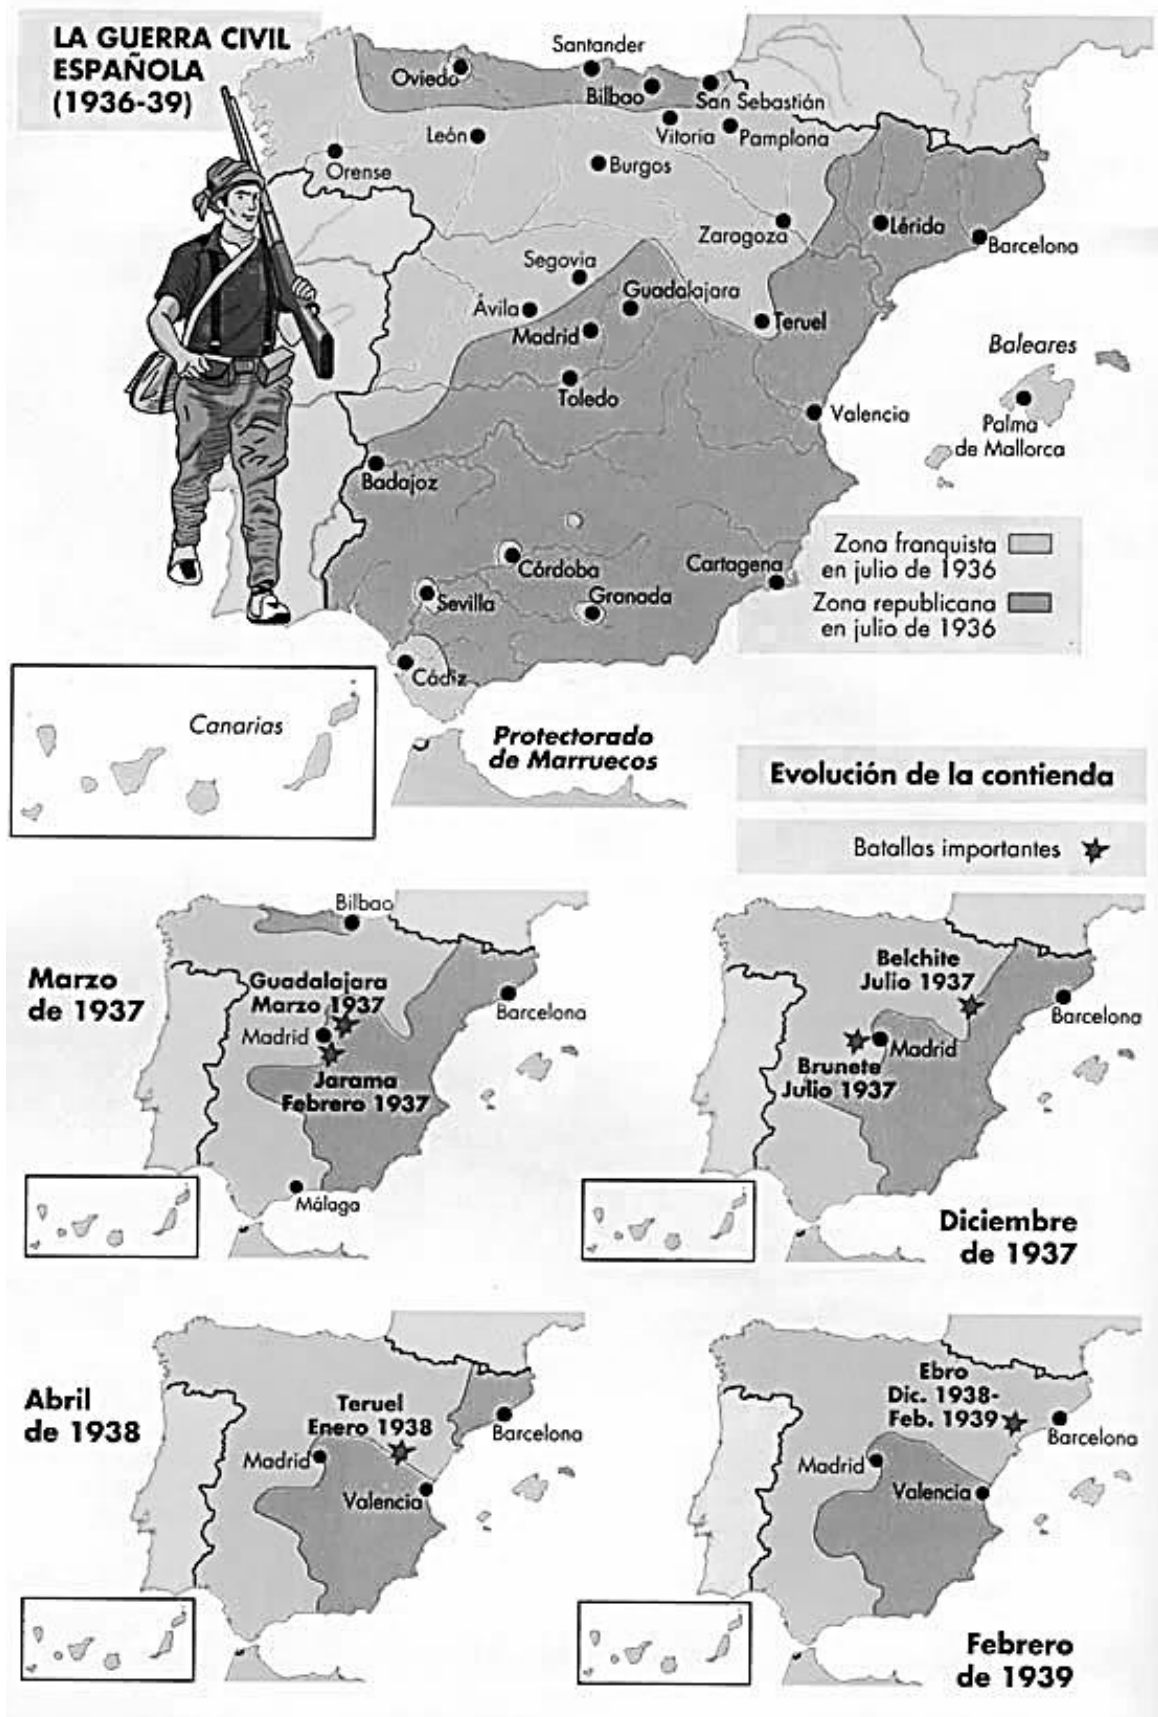 LA GUERRA CIVIL
ESPAÑOLA
(1936-39)
Santander
Oviedo
Bilbao
San Sebastián
León
Vitoria
Pamplona
Orense
Burgos
Zaragoza
Lérida
Barcelona
Segovia
Guadalajara
Ávila
Madrid
Teruel
Baleares
Toledo
Valencia
Palma
de Mallorca
Badajoz
Zona franquista
en julio de 1936
Zona republicana
en julio de 1936
Córdoba
Cartagena
Sevilla
Granada
Cádiz
Canarias
Protectorado
de Marruecos
Evolución de la contienda
Batallas importantes
Marzo
de 1937
Bilbao
Guadalajara
Marzo 1937
Madrid
Barcelona
Jarama
Febrero 1937
Málaga
Belchite
Julio 1937
Barcelona
Madrid
Brunete
Julio 1937
Diciembre
de 1937
Abril
de 1938
Teruel
Enero 1938
Barcelona
Madrid
Valencia
Ebro
Dic. 1938-
Feb. 1939
Barcelona
Madrid
Valencia
Febrero
de 1939